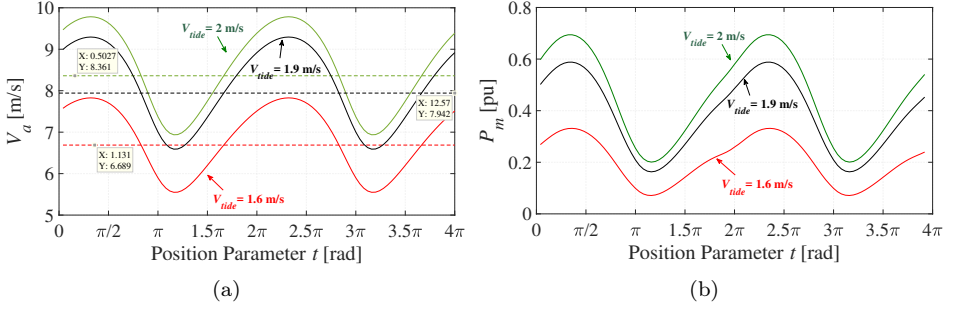 V_tide = 2 m/s
10
9
8
7
6
5
V_a [m/s]
X: 0.5027
Y: 8.361
V_tide = 1.9 m/s
X: 12.57
Y: 7.942
X: 1.131
Y: 6.689
V_tide = 1.6 m/s
0 π/2 π 1.5π 2π 2.5π 3π 3.5π 4π
Position Parameter t [rad]
(a)
0.8
0.6
0.4
0.2
0
P_m [pu]
V_tide = 2 m/s
V_tide = 1.9 m/s
V_tide = 1.6 m/s
0 π/2 π 1.5π 2π 2.5π 3π 3.5π 4π
Position Parameter t [rad]
(b)